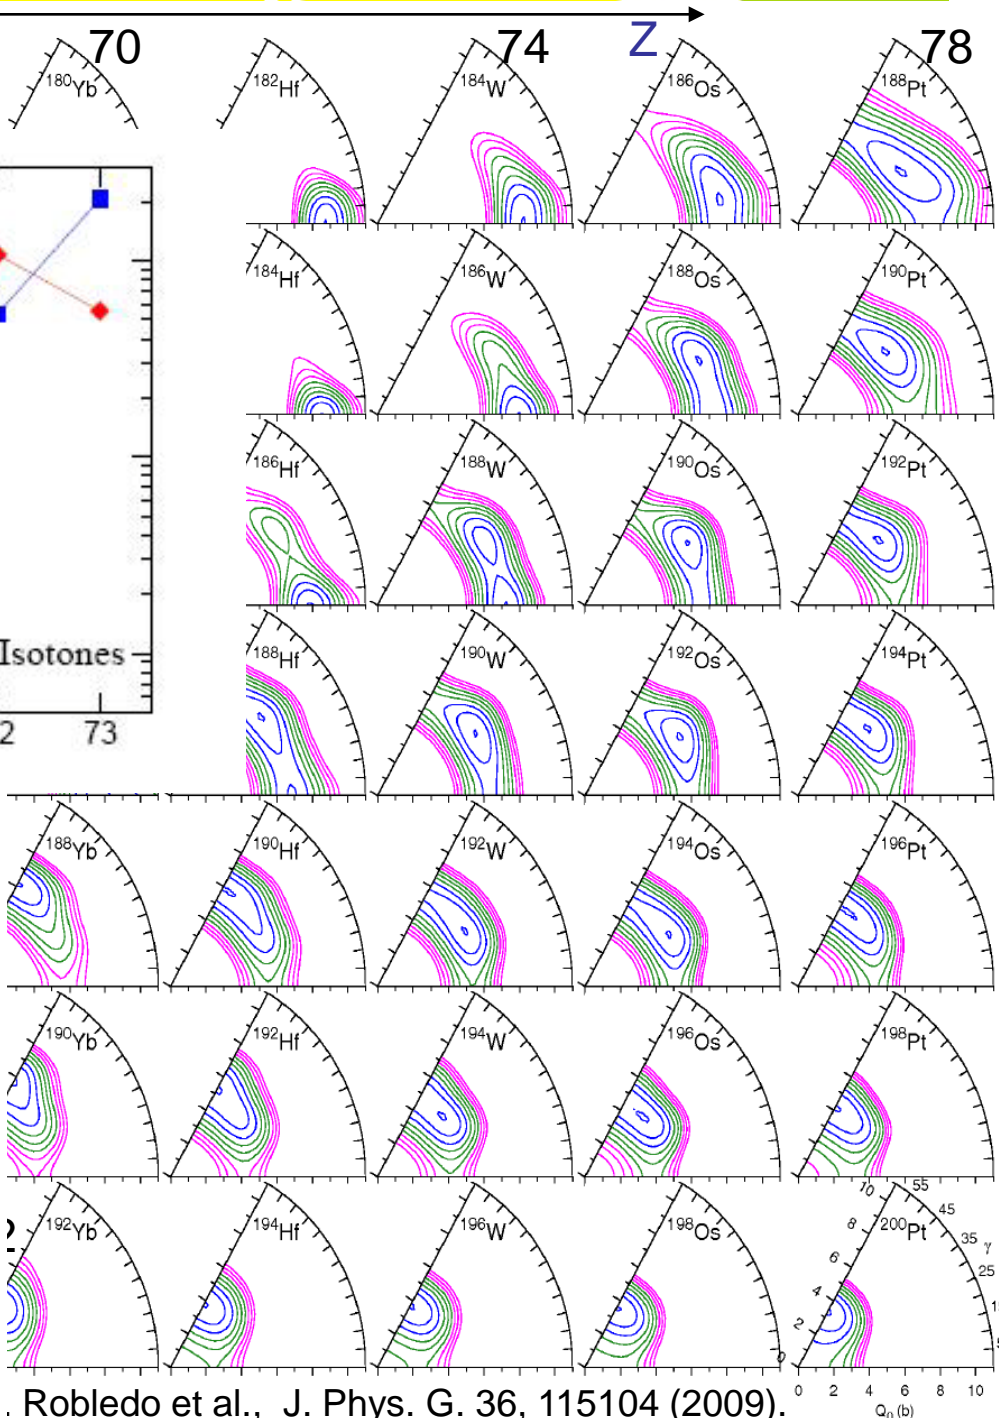 70 74 Z 78
180Yb 182Hf 184W 186Os 188Pt
184Hf 186W 188Os 190Pt
186Hf 188W 190Os 192Pt
Isotones
188Hf 190W 192Os 194Pt
2 73
188Yb 190Hf 192W 194Os 196Pt
190Yb 192Hf 194W 196Os 198Pt
192Yb 194Hf 196W 198Os 200Pt
10 55
8 45
6 35 γ
4 25
2
0
. Robledo et al., J. Phys. G. 36, 115104 (2009).
0 2 4 6 8 10
Q0 (b)